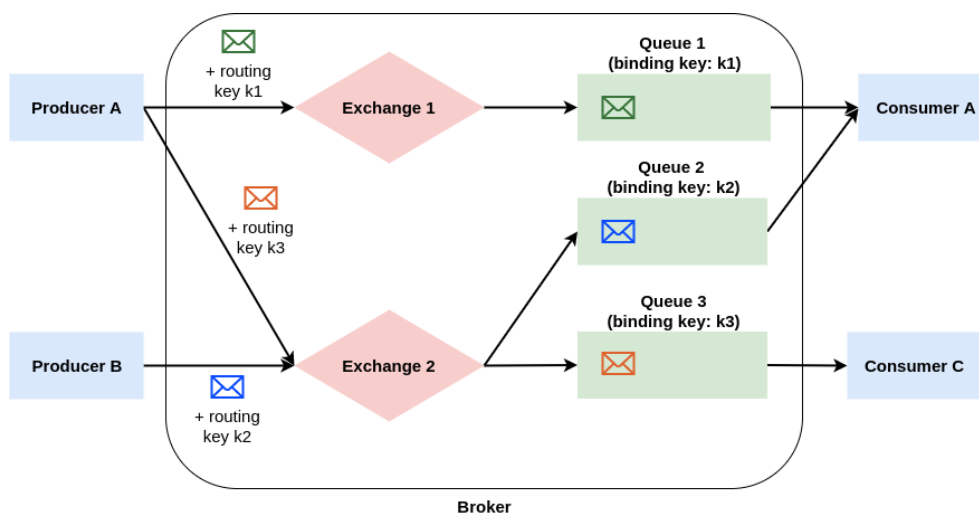 + routing
key k1
Queue 1
(binding key: k1)
Producer A
Exchange 1
Consumer A
Queue 2
(binding key: k2)
+ routing
key k3
Queue 3
(binding key: k3)
Producer B
Exchange 2
Consumer C
+ routing
key k2
Broker